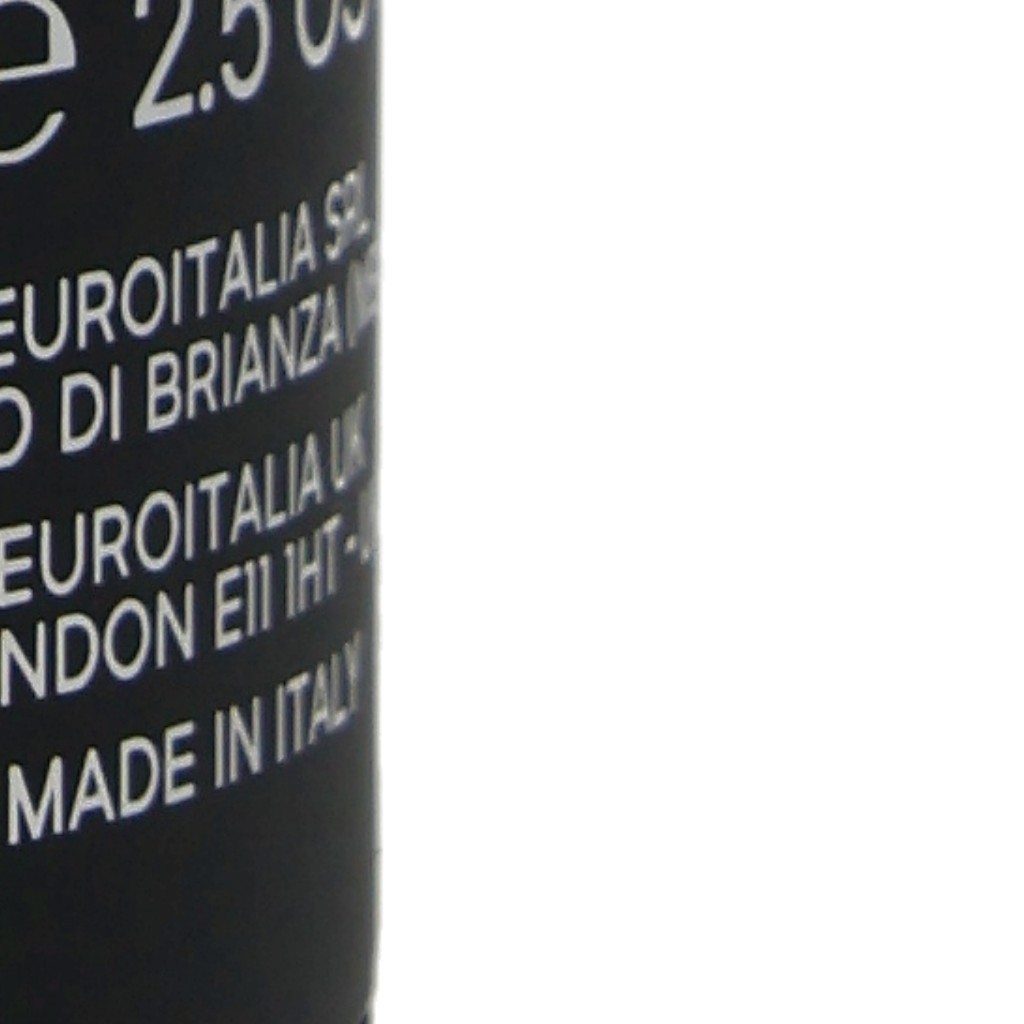 e 2.5
EUROITALIA SRL
O DI BRIANZA
EUROITALIA UK
NDON E11 1HT -
MADE IN ITALY